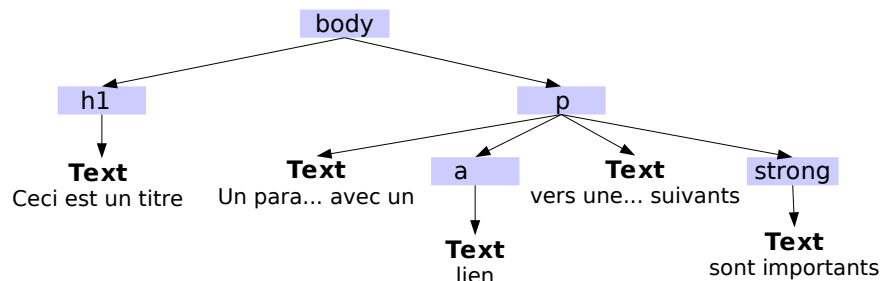 body
h1
p
Text
Ceci est un titre
Text
Un para... avec un
a
Text
vers une... suivants
strong
Text
lien
Text
sont importants